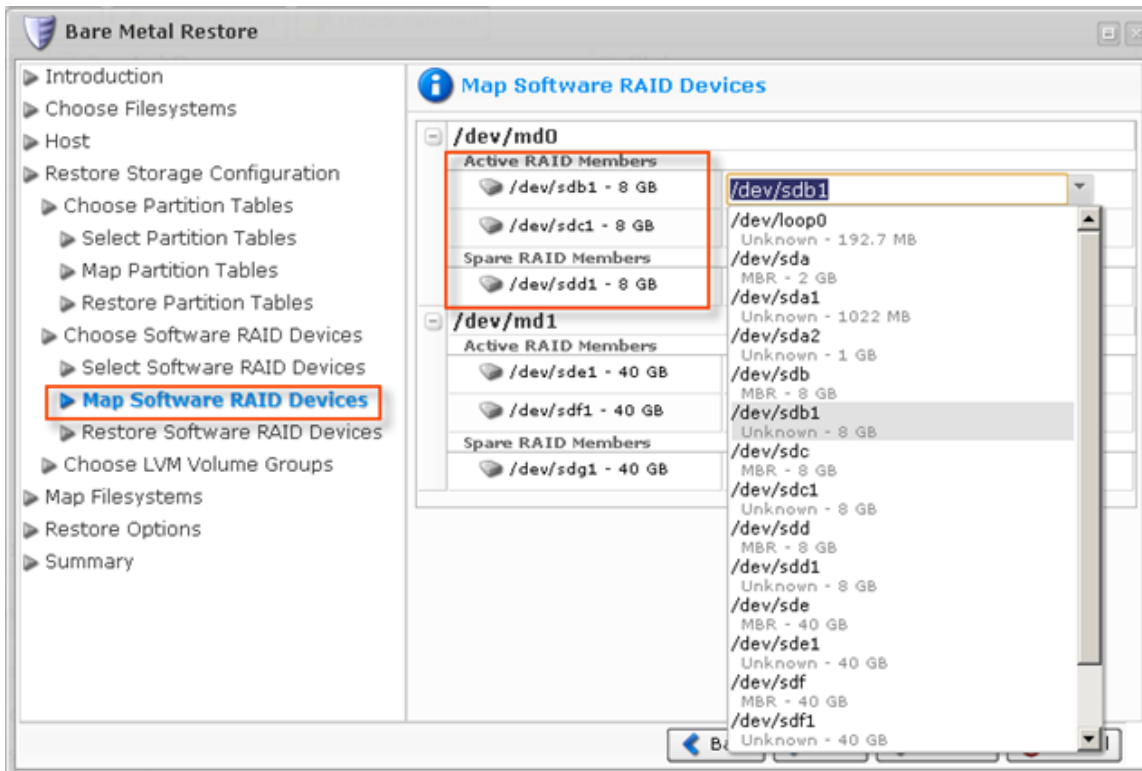 Bare Metal Restore
Introduction
Choose Filesystems
Host
Restore Storage Configuration
Choose Partition Tables
Select Partition Tables
Map Partition Tables
Restore Partition Tables
Choose Software RAID Devices
Select Software RAID Devices
Map Software RAID Devices
Restore Software RAID Devices
Choose LVM Volume Groups
Map Filesystems
Restore Options
Summary
Map Software RAID Devices
/dev/md0
Active RAID Members
/dev/sdb1 - 8 GB
/dev/sdc1 - 8 GB
Spare RAID Members
/dev/sdd1 - 8 GB
/dev/md1
Active RAID Members
/dev/sde1 - 40 GB
/dev/sdf1 - 40 GB
Spare RAID Members
/dev/sdg1 - 40 GB
/dev/sdb1
/dev/loop0
Unknown - 192.7 MB
/dev/sda
MBR - 2 GB
/dev/sda1
Unknown - 1022 MB
/dev/sda2
Unknown - 1 GB
/dev/sdb
MBR - 8 GB
/dev/sdb1
Unknown - 8 GB
/dev/sdc
MBR - 8 GB
/dev/sdc1
Unknown - 8 GB
/dev/sdd
MBR - 8 GB
/dev/sdd1
Unknown - 8 GB
/dev/sde
MBR - 40 GB
/dev/sde1
Unknown - 40 GB
/dev/sdf
MBR - 40 GB
/dev/sdf1
Unknown - 40 GB